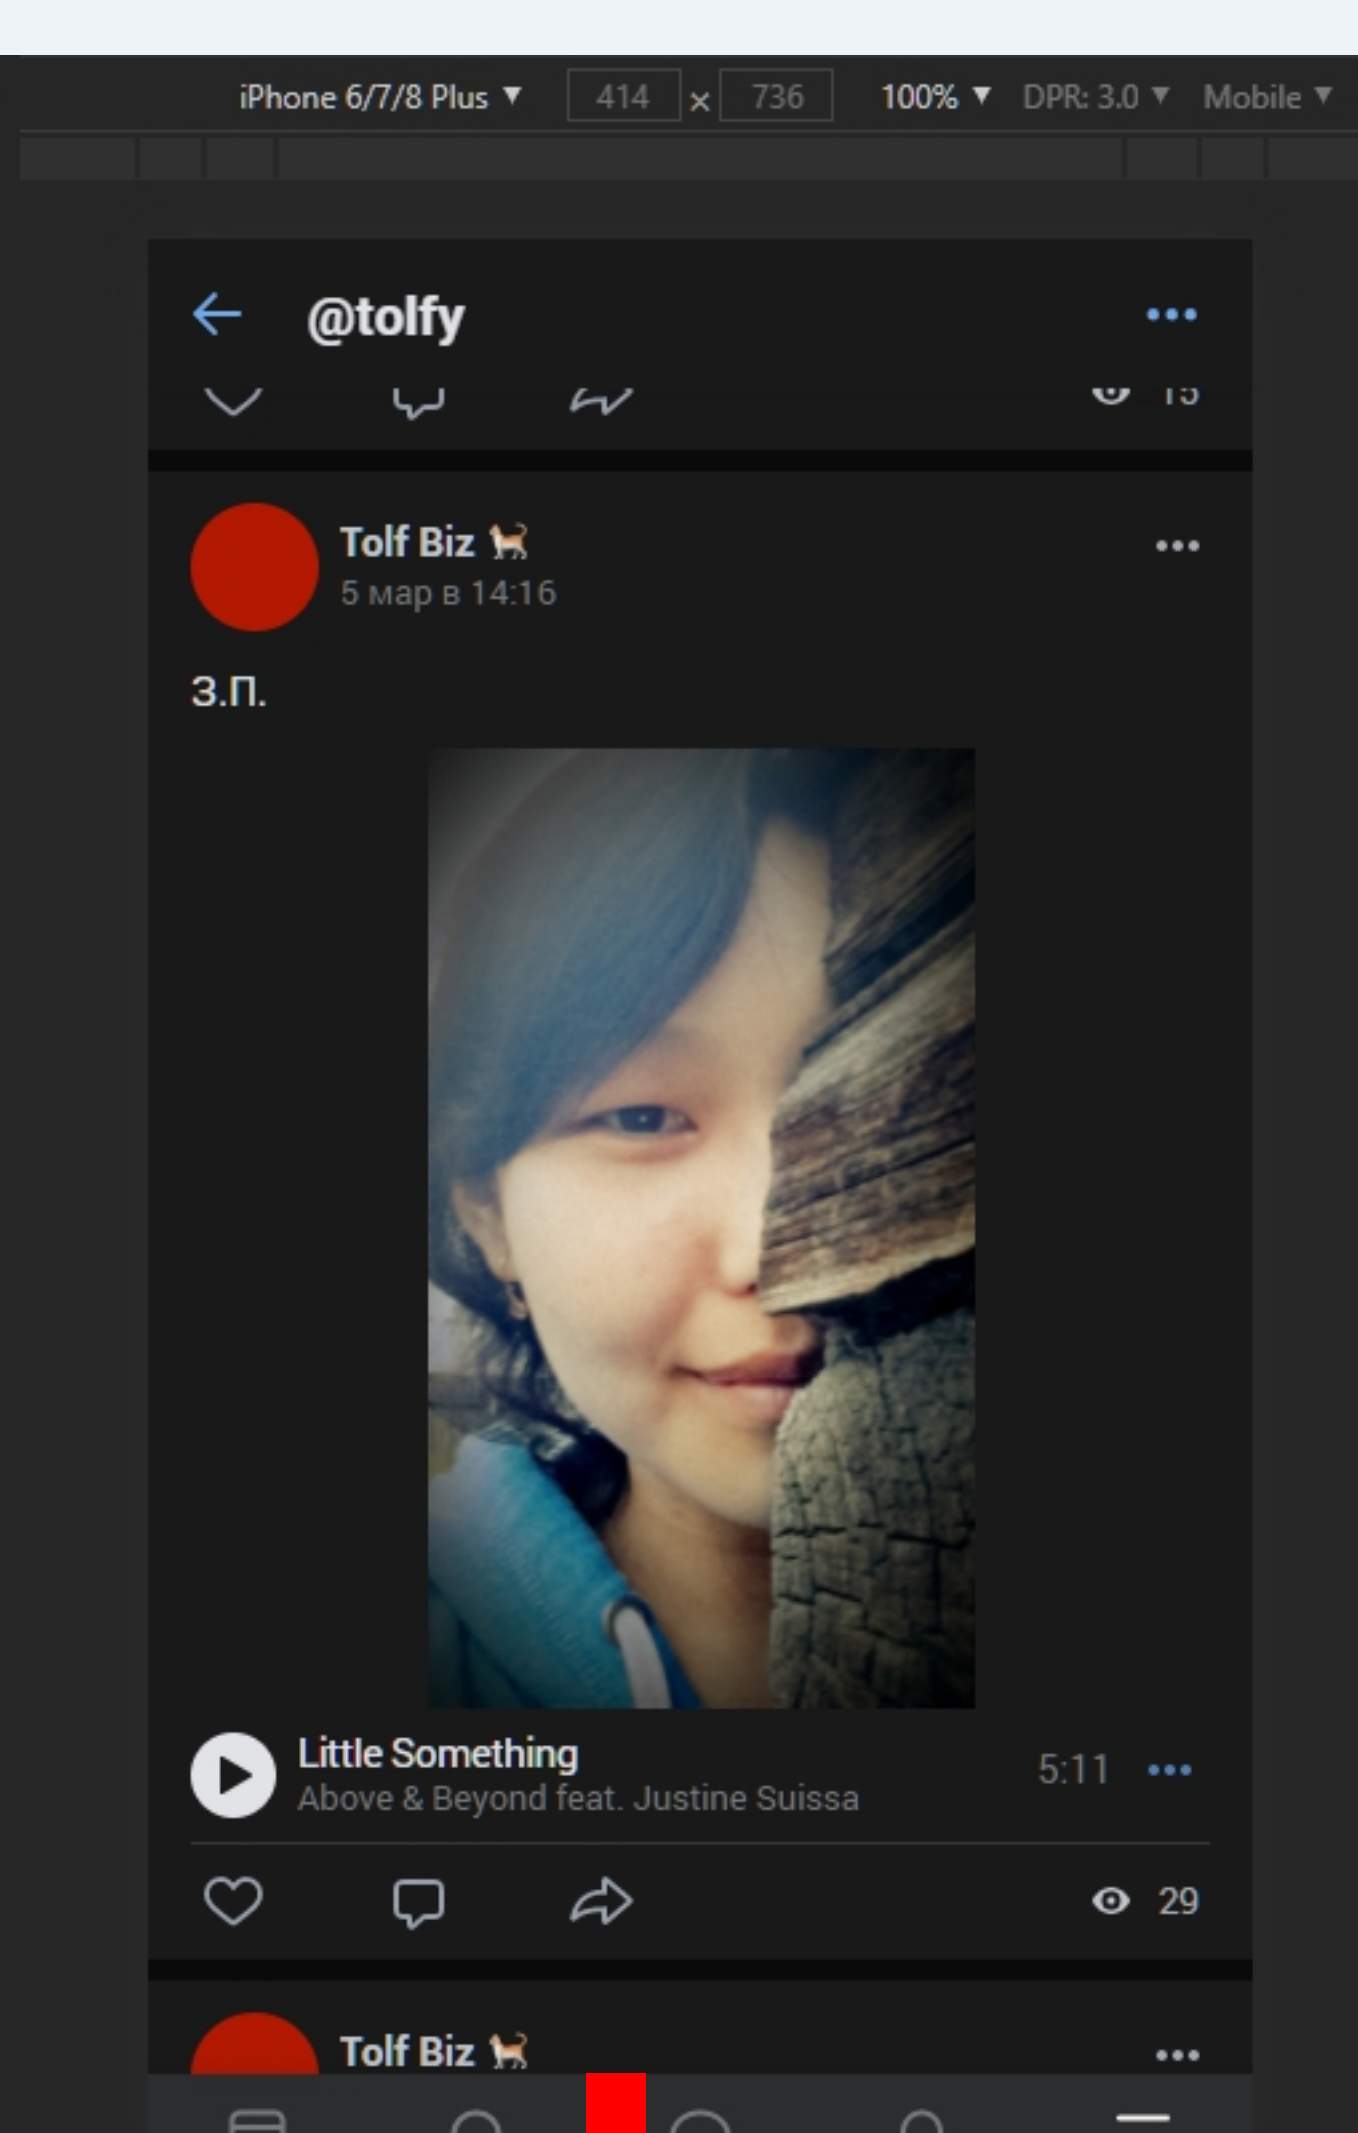 iPhone 6/7/8 Plus ▼ 414 × 736 100% ▼ DPR: 3.0 ▼ Mobile ▼
@tolfy
15
Tolf Biz 🐕
5 мар в 14:16
З.П.
Little Something
Above & Beyond feat. Justine Suissa
5:11
29
Tolf Biz 🐕